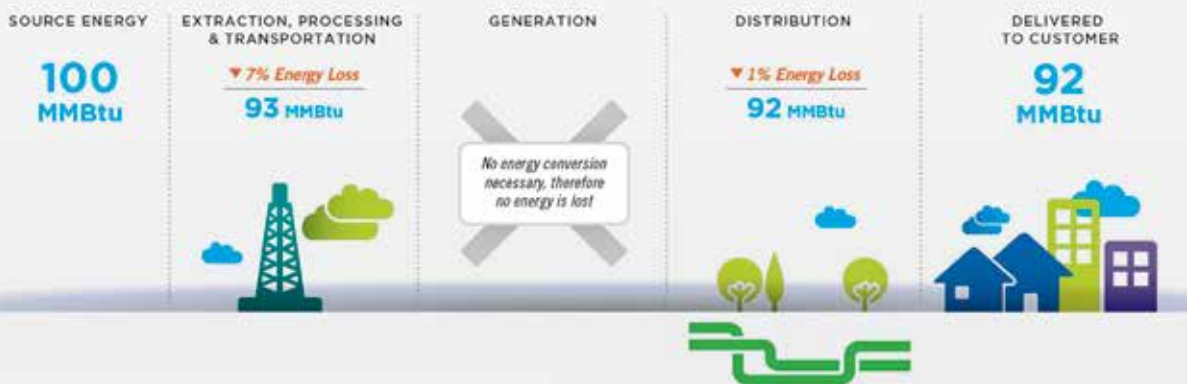 SOURCE ENERGY
100
MMBtu
EXTRACTION, PROCESSING
& TRANSPORTATION
▼ 7% Energy Loss
93 MMBtu
GENERATION
No energy conversion
necessary, therefore
no energy is lost
DISTRIBUTION
▼ 1% Energy Loss
92 MMBtu
DELIVERED
TO CUSTOMER
92
MMBtu